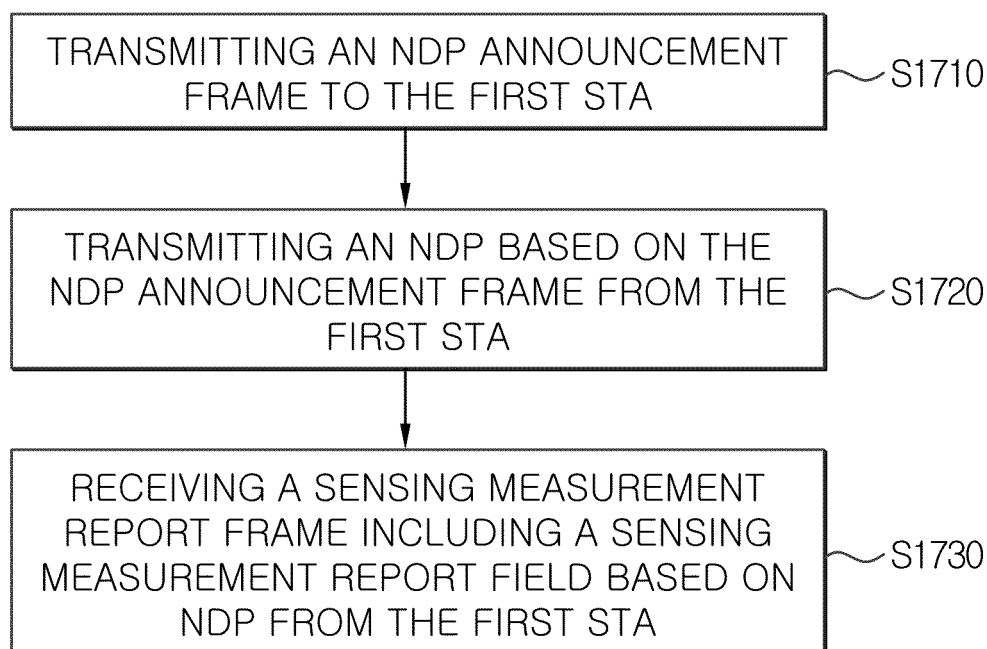 TRANSMITTING AN NDP ANNOUNCEMENT
FRAME TO THE FIRST STA
S1710
TRANSMITTING AN NDP BASED ON THE
NDP ANNOUNCEMENT FRAME FROM THE
FIRST STA
S1720
RECEIVING A SENSING MEASUREMENT
REPORT FRAME INCLUDING A SENSING
MEASUREMENT REPORT FIELD BASED ON
NDP FROM THE FIRST STA
S1730